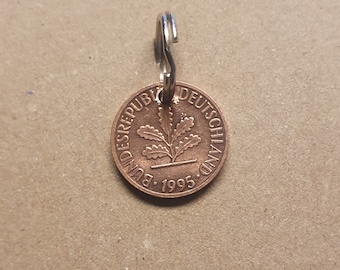 BUNDESREPUBLIK DEUTSCHLAND
· 1995 ·